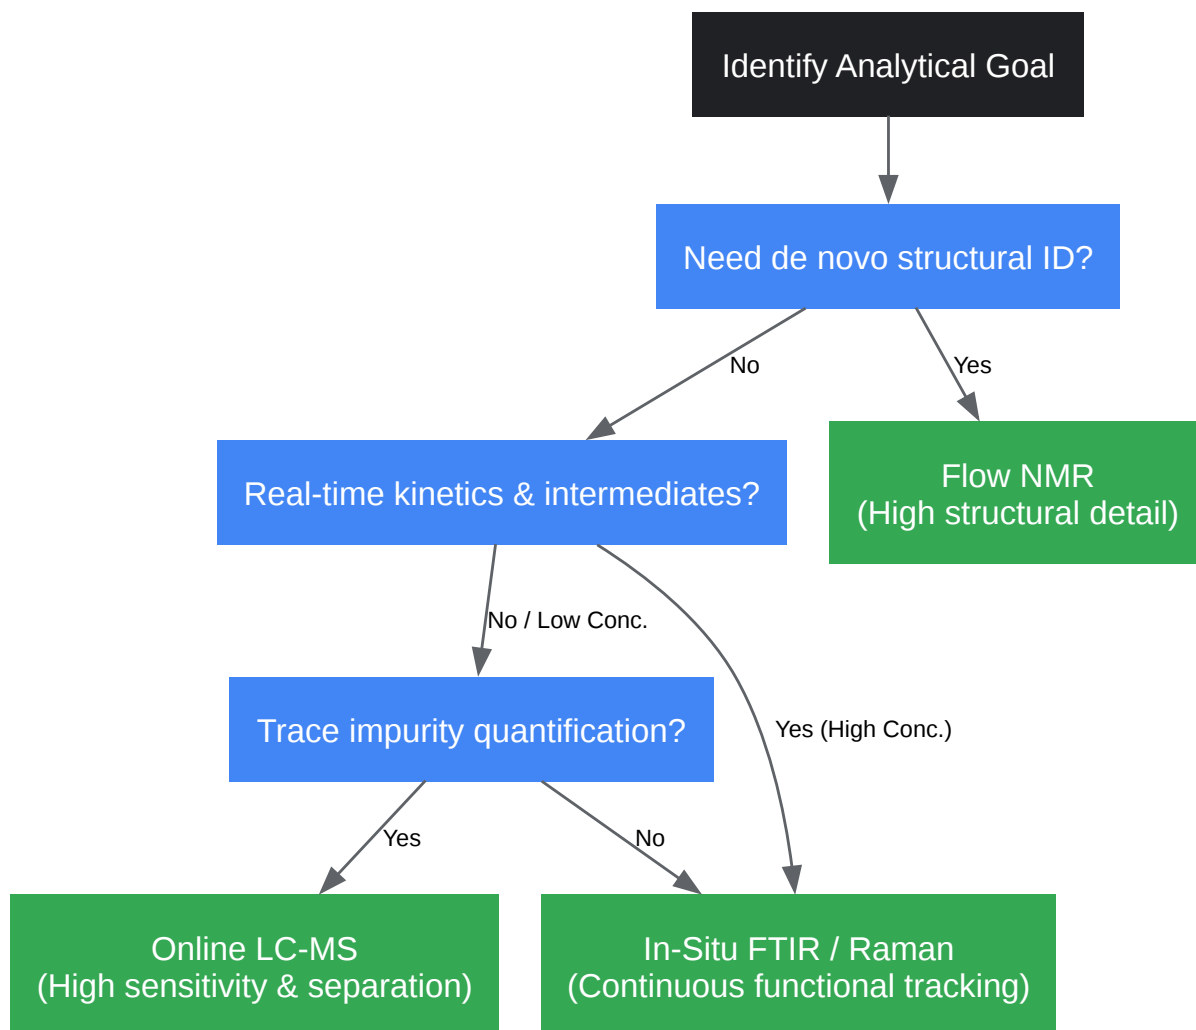 Identify Analytical Goal
Need de novo structural ID?
No
Yes
Flow NMR
(High structural detail)
Real-time kinetics & intermediates?
No / Low Conc.
Yes (High Conc.)
Trace impurity quantification?
Yes
No
Online LC-MS
(High sensitivity & separation)
In-Situ FTIR / Raman
(Continuous functional tracking)